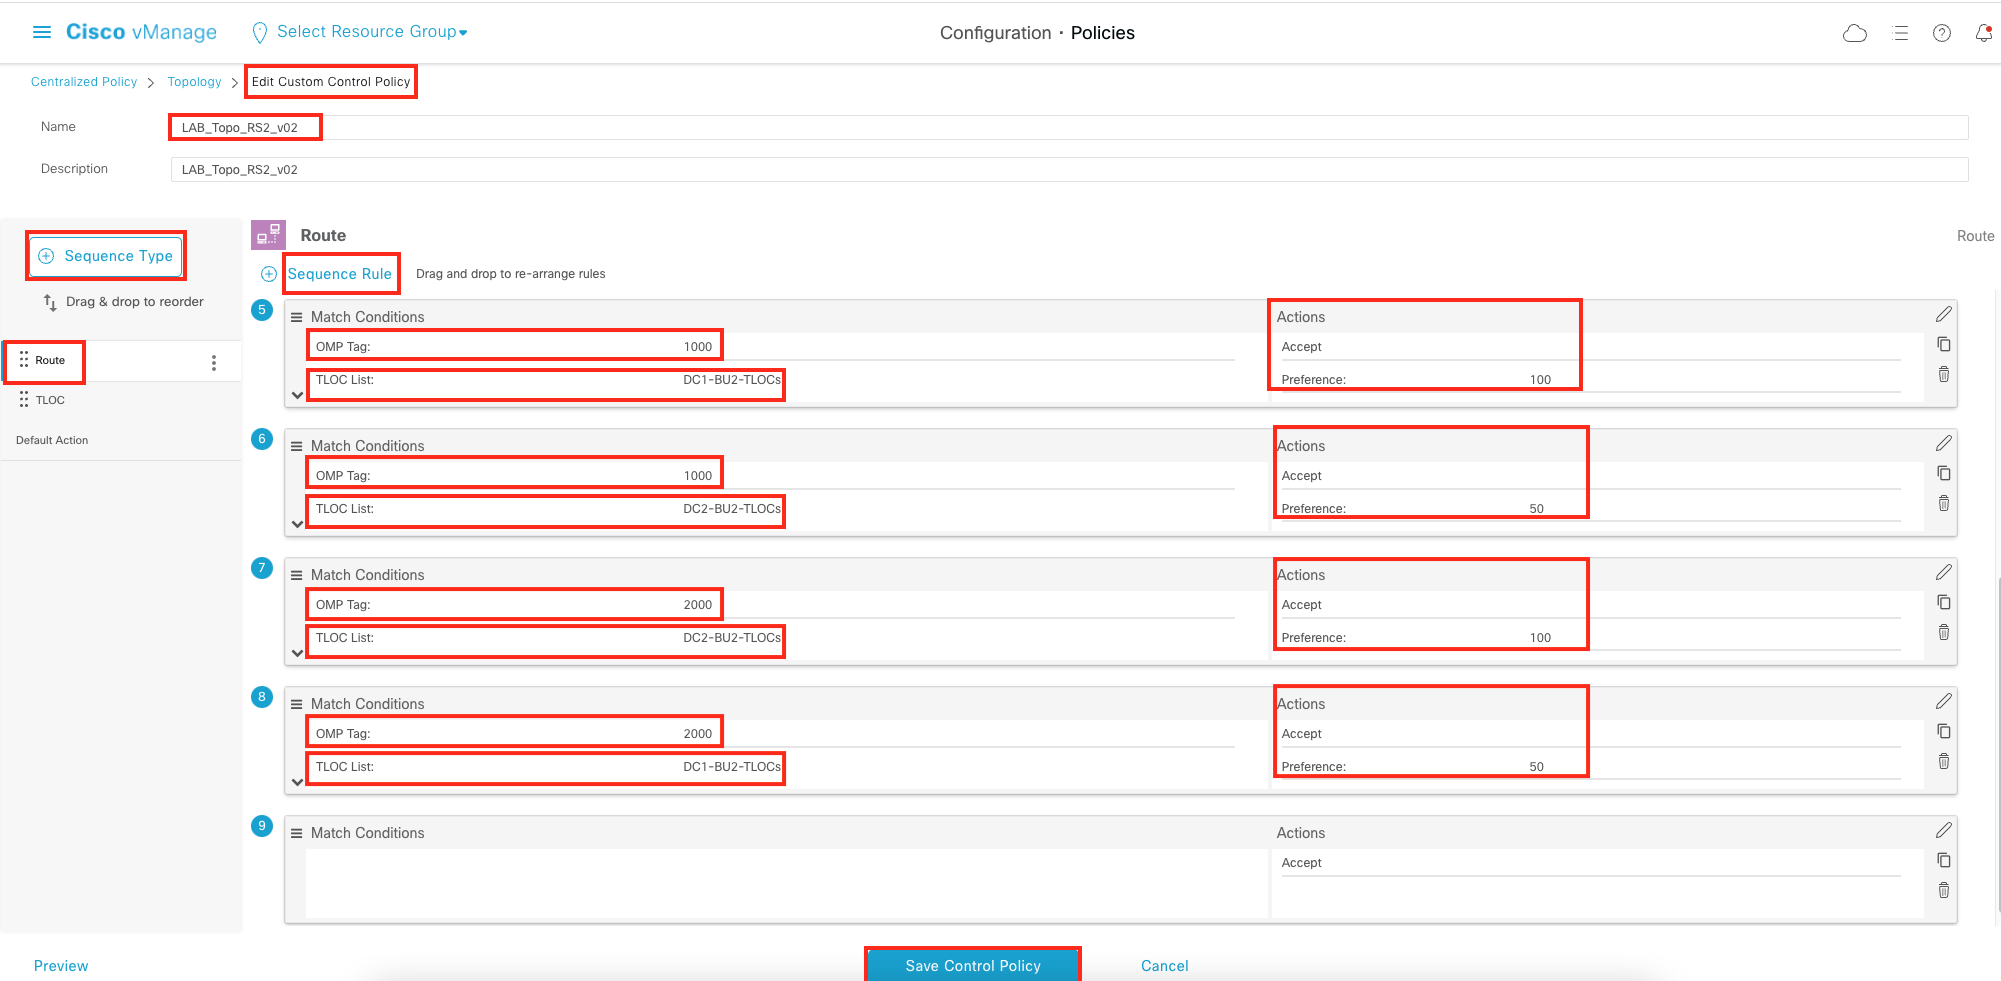 Cisco vManage
Select Resource Group
Configuration · Policies
Centralized Policy > Topology > Edit Custom Control Policy
Name
LAB_Topo_RS2_v02
Description
LAB_Topo_RS2_v02
Sequence Type
Drag & drop to reorder
Route
TLOC
Default Action
Route
Route
Sequence Rule
Drag and drop to re-arrange rules
5
Match Conditions
OMP Tag: 1000
TLOC List: DC1-BU2-TLOCs
Actions
Accept
Preference: 100
6
Match Conditions
OMP Tag: 1000
TLOC List: DC2-BU2-TLOCs
Actions
Accept
Preference: 50
7
Match Conditions
OMP Tag: 2000
TLOC List: DC2-BU2-TLOCs
Actions
Accept
Preference: 100
8
Match Conditions
OMP Tag: 2000
TLOC List: DC1-BU2-TLOCs
Actions
Accept
Preference: 50
9
Match Conditions
Actions
Accept
Preview
Save Control Policy
Cancel